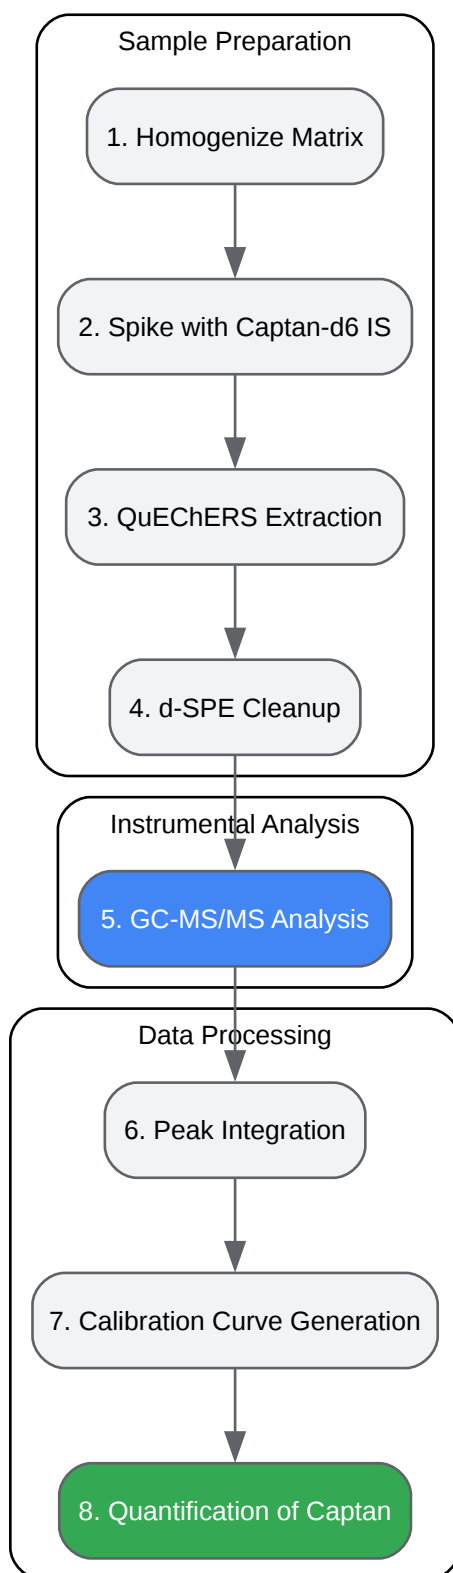 Sample Preparation
1. Homogenize Matrix
2. Spike with Captan-d6 IS
3. QuEChERS Extraction
4. d-SPE Cleanup
Instrumental Analysis
5. GC-MS/MS Analysis
Data Processing
6. Peak Integration
7. Calibration Curve Generation
8. Quantification of Captan